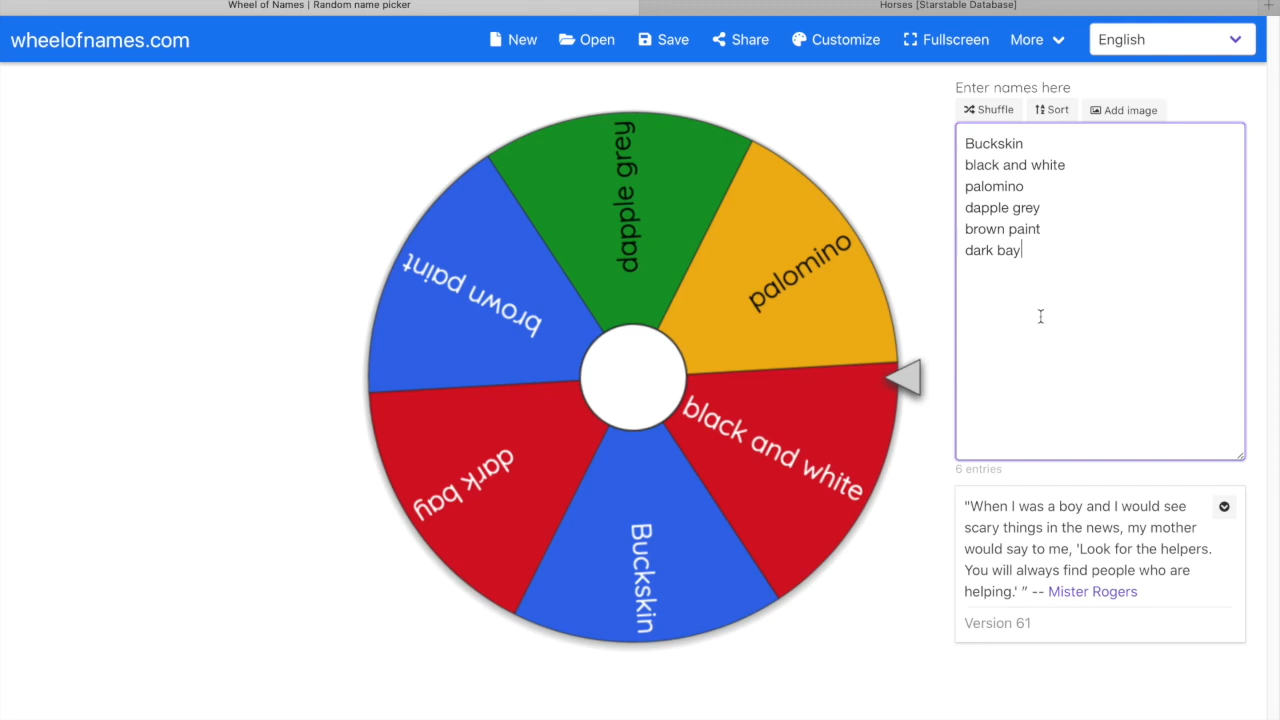 Wheel of Names | Random name picker
Horses [Starstable Database]
wheelofnames.com
New
Open
Save
Share
Customize
Fullscreen
More
English
Enter names here
Shuffle
Sort
Add image
Buckskin
black and white
palomino
dapple grey
brown paint
dark bay
6 entries
"When I was a boy and I would see
scary things in the news, my mother
would say to me, 'Look for the helpers.
You will always find people who are
helping.' ” -- Mister Rogers
Version 61
dapple grey
palomino
black and white
Buckskin
dark bay
brown paint